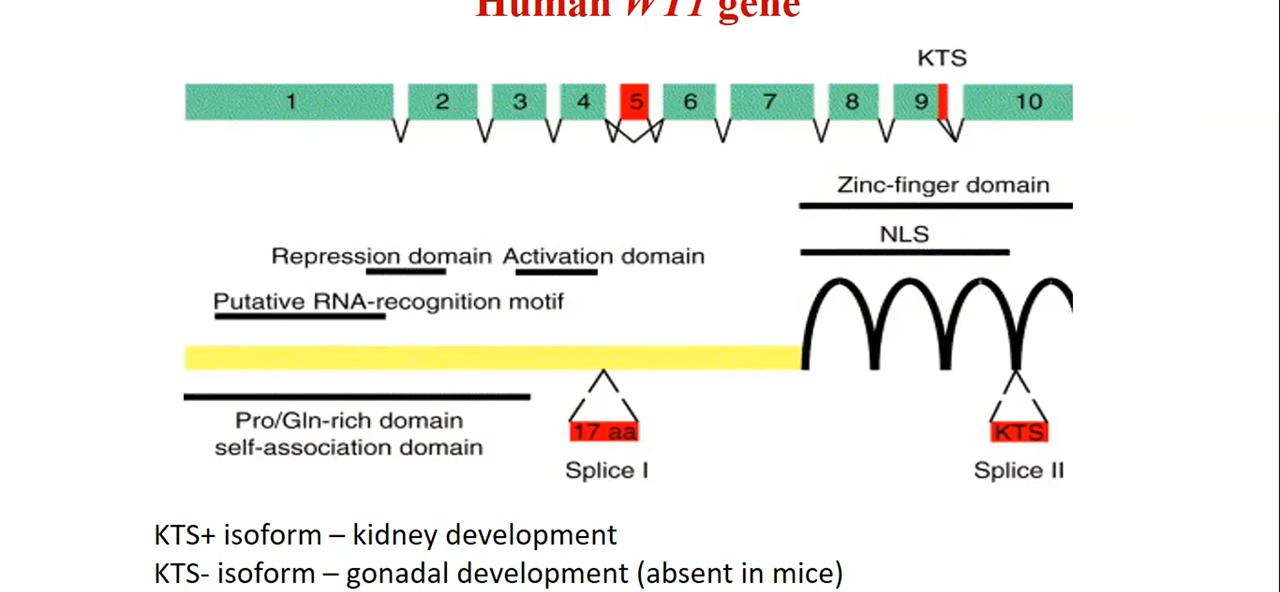 Human WT1 gene
KTS
1 2 3 4 5 6 7 8 9 10
Zinc-finger domain
NLS
Repression domain Activation domain
Putative RNA-recognition motif
Pro/Gln-rich domain
self-association domain
17 aa
KTS
Splice I
Splice II
KTS+ isoform – kidney development
KTS- isoform – gonadal development (absent in mice)